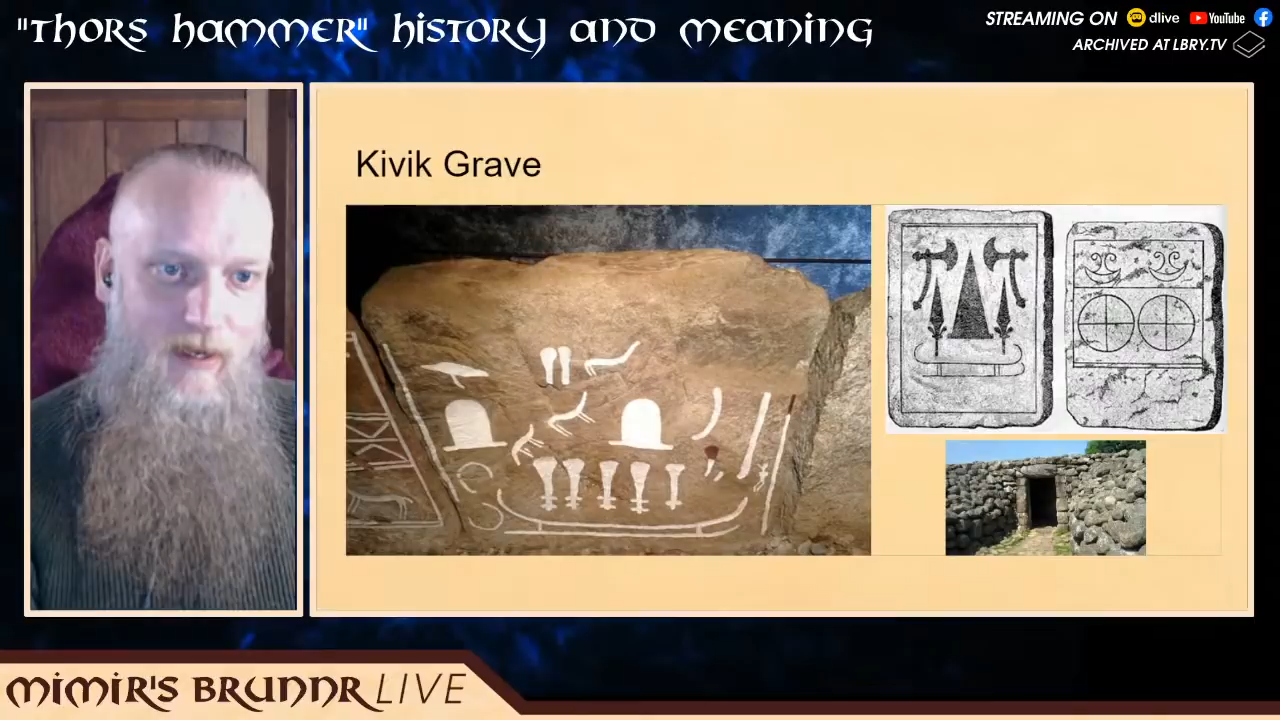 "Thors hammer" history and meaning
STREAMING ON dlive YouTube
ARCHIVED AT LBRY.TV
Kivik Grave
mimir's BRUNNR LIVE